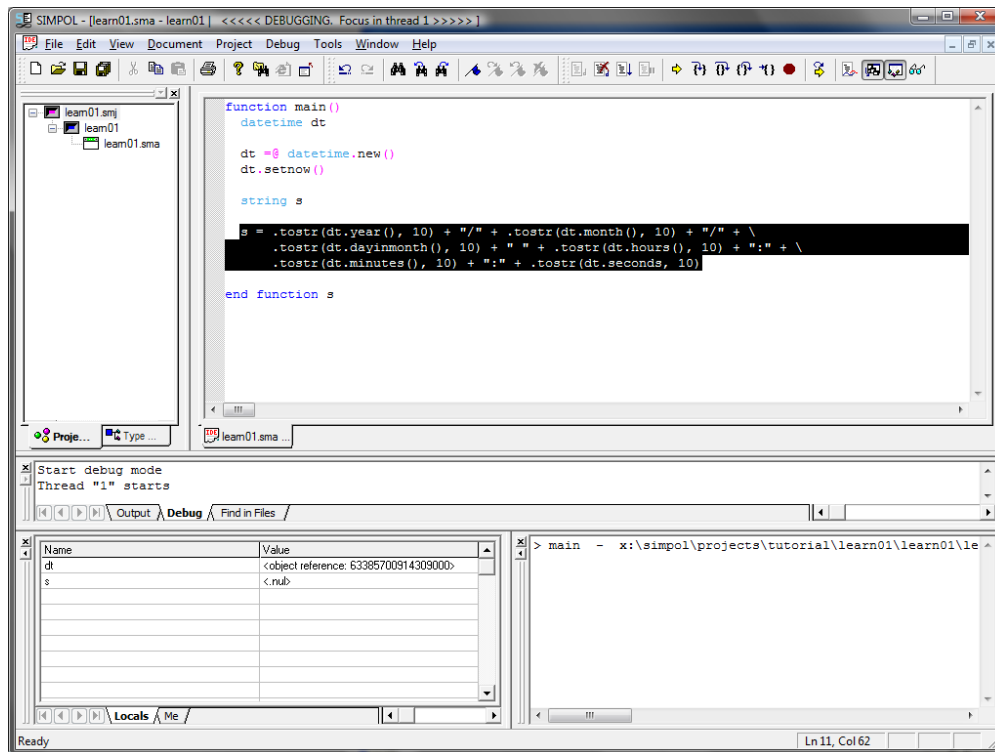 SIMPOL - [learn01.sma - learn01 | <<<<< DEBUGGING. Focus in thread 1 >>>>> ]
File Edit View Document Project Debug Tools Window Help
learn01.smj
learn01
learn01.sma
function main()
datetime dt
dt =@ datetime.new()
dt.setnow()
string s
s = .tostr(dt.year(), 10) + "/" + .tostr(dt.month(), 10) + "/" + \
.tostr(dt.dayinmonth(), 10) + " " + .tostr(dt.hours(), 10) + ":" + \
.tostr(dt.minutes(), 10) + ":" + .tostr(dt.seconds, 10)
end function s
Proje... Type ...
learn01.sma ...
Start debug mode
Thread "1" starts
Output Debug Find in Files
Name Value
dt <object reference: 63385700914309000>
s <.nul>
Locals Me
> main - x:\simpol\projects\tutorial\learn01\learn01\le
Ready
Ln 11, Col 62